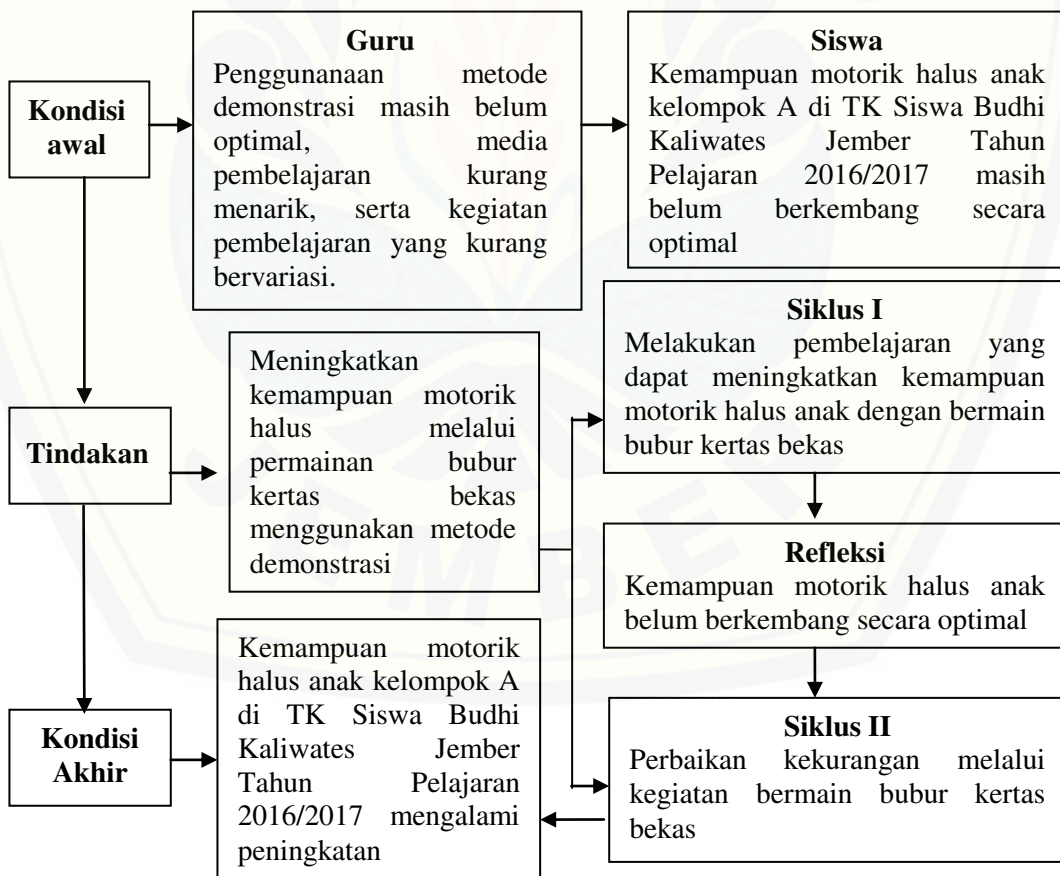 Guru
Penggunanaan metode
demonstrasi masih belum
optimal, media
pembelajaran kurang
menarik, serta kegiatan
pembelajaran yang kurang
bervariasi.
Siswa
Kemampuan motorik halus anak
kelompok A di TK Siswa Budhi
Kaliwates Jember Tahun
Pelajaran 2016/2017 masih
belum berkembang secara
optimal
Kondisi
awal
Siklus I
Melakukan pembelajaran yang
dapat meningkatkan kemampuan
motorik halus anak dengan bermain
bubur kertas bekas
Meningkatkan
kemampuan motorik
halus melalui
permainan bubur
kertas bekas
menggunakan metode
demonstrasi
Tindakan
Refleksi
Kemampuan motorik halus anak
belum berkembang secara optimal
Kemampuan motorik
halus anak kelompok A
di TK Siswa Budhi
Kaliwates Jember
Tahun Pelajaran
2016/2017 mengalami
peningkatan
Kondisi
Akhir
Siklus II
Perbaikan kekurangan melalui
kegiatan bermain bubur kertas
bekas
JEMBER